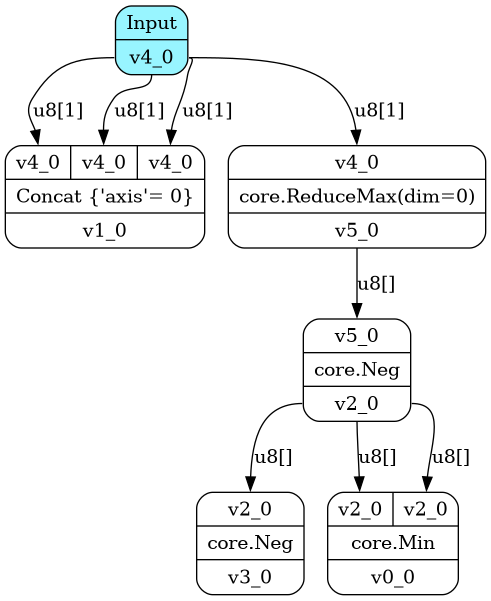 Input
v4_0
u8[1] u8[1] u8[1] u8[1]
v4_0 v4_0 v4_0
Concat {'axis'= 0}
v1_0
v4_0
core.ReduceMax(dim=0)
v5_0
u8[]
v5_0
core.Neg
v2_0
u8[] u8[] u8[]
v2_0
core.Neg
v3_0
v2_0 v2_0
core.Min
v0_0